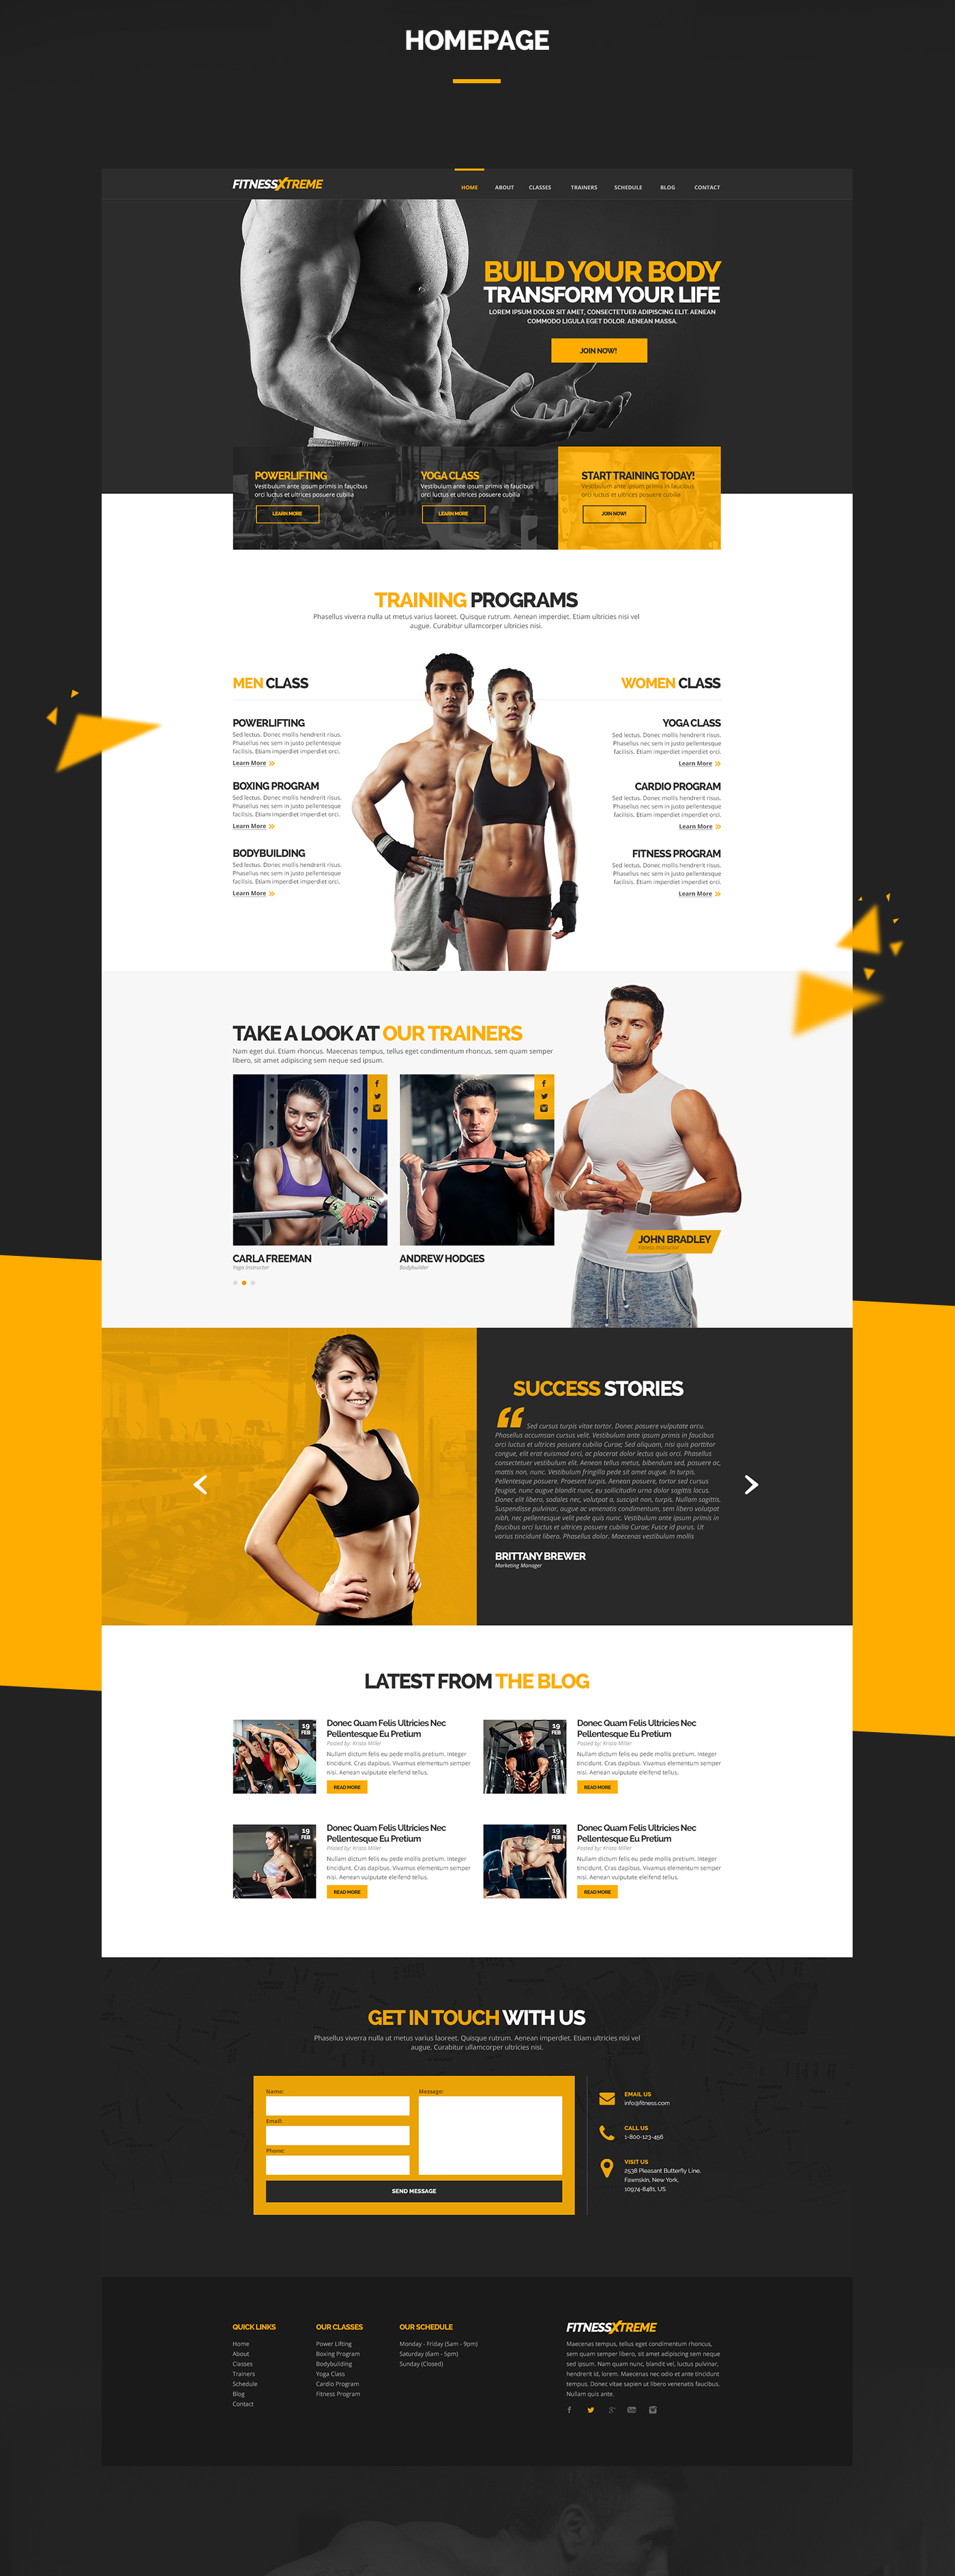 HOMEPAGE
FITNESSXTREME
HOME ABOUT CLASSES TRAINERS SCHEDULE BLOG CONTACT
BUILD YOUR BODY
TRANSFORM YOUR LIFE
LOREM IPSUM DOLOR SIT AMET, CONSECTETUER ADIPISCING ELIT. AENEAN
COMMODO LIGULA EGET DOLOR. AENEAN MASSA.
JOIN NOW!
POWERLIFTING
Vestibulum ante ipsum primis in faucibus
orci luctus et ultrices posuere cubilia
LEARN MORE
YOGA CLASS
Vestibulum ante ipsum primis in faucibus
orci luctus et ultrices posuere cubilia
LEARN MORE
START TRAINING TODAY!
Vestibulum ante ipsum primis in faucibus
orci luctus et ultrices posuere cubilia
JOIN NOW!
TRAINING PROGRAMS
Phasellus viverra nulla ut metus varius laoreet. Quisque rutrum. Aenean imperdiet. Etiam ultricies nisi vel
augue. Curabitur ullamcorper ultricies nisi.
MEN CLASS
POWERLIFTING
Sed lectus. Donec mollis hendrerit risus.
Phasellus nec sem in justo pellentesque
facilisis. Etiam imperdiet imperdiet orci.
Learn More
BOXING PROGRAM
Sed lectus. Donec mollis hendrerit risus.
Phasellus nec sem in justo pellentesque
facilisis. Etiam imperdiet imperdiet orci.
Learn More
BODYBUILDING
Sed lectus. Donec mollis hendrerit risus.
Phasellus nec sem in justo pellentesque
facilisis. Etiam imperdiet imperdiet orci.
Learn More
WOMEN CLASS
YOGA CLASS
Sed lectus. Donec mollis hendrerit risus.
Phasellus nec sem in justo pellentesque
facilisis. Etiam imperdiet imperdiet orci.
Learn More
CARDIO PROGRAM
Sed lectus. Donec mollis hendrerit risus.
Phasellus nec sem in justo pellentesque
facilisis. Etiam imperdiet imperdiet orci.
Learn More
FITNESS PROGRAM
Sed lectus. Donec mollis hendrerit risus.
Phasellus nec sem in justo pellentesque
facilisis. Etiam imperdiet imperdiet orci.
Learn More
TAKE A LOOK AT OUR TRAINERS
Nam eget dui. Etiam rhoncus. Maecenas tempus, tellus eget condimentum rhoncus, sem quam semper
libero, sit amet adipiscing sem neque sed ipsum.
CARLA FREEMAN
Yoga Instructor
ANDREW HODGES
Bodybuilder
JOHN BRADLEY
Fitness Instructor
SUCCESS STORIES
“ Sed cursus turpis vitae tortor. Donec posuere vulputate arcu.
Phasellus accumsan cursus velit. Vestibulum ante ipsum primis in faucibus
orci luctus et ultrices posuere cubilia Curae; Sed aliquam, nisi quis porttitor
congue, elit erat euismod orci, ac placerat dolor lectus quis orci. Phasellus
consectetuer vestibulum elit. Aenean tellus metus, bibendum sed, posuere ac,
mattis non, nunc. Vestibulum fringilla pede sit amet augue. In turpis.
Pellentesque posuere. Praesent turpis. Aenean posuere, tortor sed cursus
feugiat, nunc augue blandit nunc, eu sollicitudin urna dolor sagittis lacus.
Donec elit libero, sodales nec, volutpat a, suscipit non, turpis. Nullam sagittis.
Suspendisse pulvinar, augue ac venenatis condimentum, sem libero volutpat
nibh, nec pellentesque velit pede quis nunc. Vestibulum ante ipsum primis in
faucibus orci luctus et ultrices posuere cubilia Curae; Fusce id purus. Ut
varius tincidunt libero. Phasellus dolor. Maecenas vestibulum mollis
BRITTANY BREWER
Marketing Manager
LATEST FROM THE BLOG
19
FEB
Donec Quam Felis Ultricies Nec
Pellentesque Eu Pretium
Posted by: Krista Miller
Nullam dictum felis eu pede mollis pretium. Integer
tincidunt. Cras dapibus. Vivamus elementum semper
nisi. Aenean vulputate eleifend tellus.
READ MORE
19
FEB
Donec Quam Felis Ultricies Nec
Pellentesque Eu Pretium
Posted by: Krista Miller
Nullam dictum felis eu pede mollis pretium. Integer
tincidunt. Cras dapibus. Vivamus elementum semper
nisi. Aenean vulputate eleifend tellus.
READ MORE
19
FEB
Donec Quam Felis Ultricies Nec
Pellentesque Eu Pretium
Posted by: Krista Miller
Nullam dictum felis eu pede mollis pretium. Integer
tincidunt. Cras dapibus. Vivamus elementum semper
nisi. Aenean vulputate eleifend tellus.
READ MORE
19
FEB
Donec Quam Felis Ultricies Nec
Pellentesque Eu Pretium
Posted by: Krista Miller
Nullam dictum felis eu pede mollis pretium. Integer
tincidunt. Cras dapibus. Vivamus elementum semper
nisi. Aenean vulputate eleifend tellus.
READ MORE
GET IN TOUCH WITH US
Phasellus viverra nulla ut metus varius laoreet. Quisque rutrum. Aenean imperdiet. Etiam ultricies nisi vel
augue. Curabitur ullamcorper ultricies nisi.
Name:
Email:
Phone:
Message:
SEND MESSAGE
EMAIL US
info@fitness.com
CALL US
1-800-123-456
VISIT US
2538 Pleasant Butterfly Line,
Fawnskin, New York,
10974-8481, US
QUICK LINKS
Home
About
Classes
Trainers
Schedule
Blog
Contact
OUR CLASSES
Power Lifting
Boxing Program
Bodybuilding
Yoga Class
Cardio Program
Fitness Program
OUR SCHEDULE
Monday - Friday (5am - 9pm)
Saturday (6am - 5pm)
Sunday (Closed)
FITNESSXTREME
Maecenas tempus, tellus eget condimentum rhoncus,
sem quam semper libero, sit amet adipiscing sem neque
sed ipsum. Nam quam nunc, blandit vel, luctus pulvinar,
hendrerit id, lorem. Maecenas nec odio et ante tincidunt
tempus. Donec vitae sapien ut libero venenatis faucibus.
Nullam quis ante.